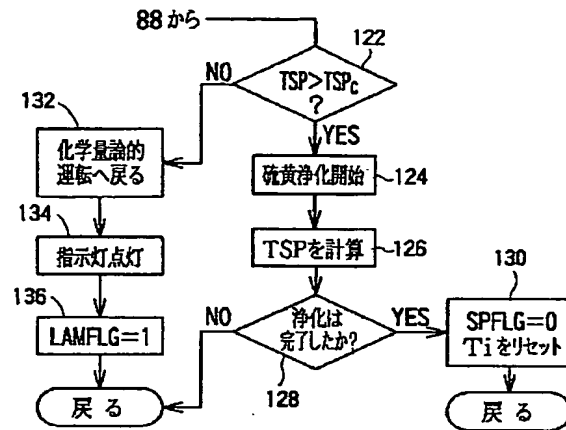 88から
122
TSP>TSPc
?
NO
YES
132
化学量論的
運転へ戻る
硫黄浄化開始
124
134
指示灯点灯
TSPを計算
126
136
LAMFLG=1
NO
浄化は
完了したか?
YES
128
130
SPFLG=0
Tiをリセット
戻る
戻る